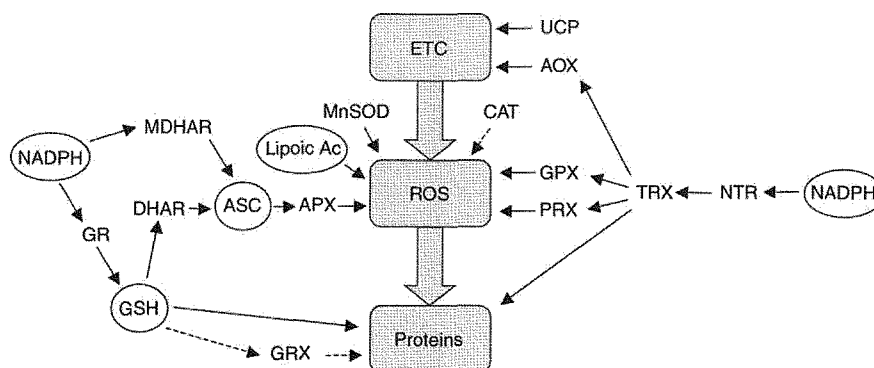 UCP
ETC
AOX
MnSOD
CAT
MDHAR
Lipoic Ac
NADPH
GPX
ROS
TRX
NTR
NADPH
DHAR
ASC
APX
PRX
GR
GSH
Proteins
GRX